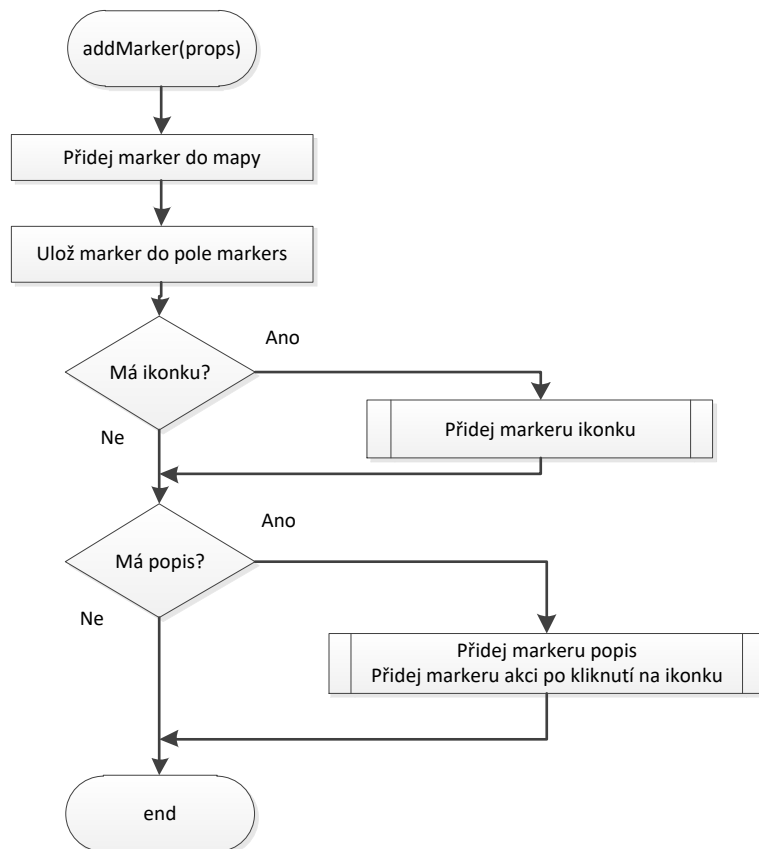 addMarker(props)
Přidej marker do mapy
Ulož marker do pole markers
Ano
Má ikonku?
Přidej markeru ikonku
Ne
Ano
Má popis?
Ne
Přidej markeru popis
Přidej markeru akci po kliknutí na ikonku
end